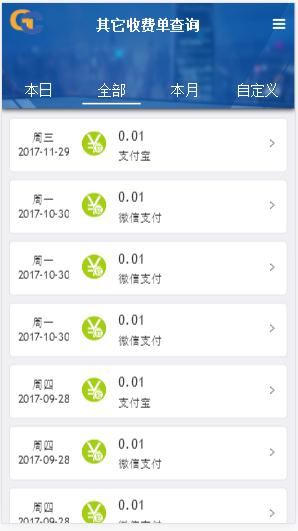 其它收费单查询
本日 全部 本月 自定义
周三
2017-11-29
0.01
支付宝
周一
2017-10-30
0.01
微信支付
周一
2017-10-30
0.01
微信支付
周一
2017-10-30
0.01
微信支付
周四
2017-09-28
0.01
支付宝
周四
2017-09-28
0.01
微信支付
周四
2017-09-28
0.01
微信支付